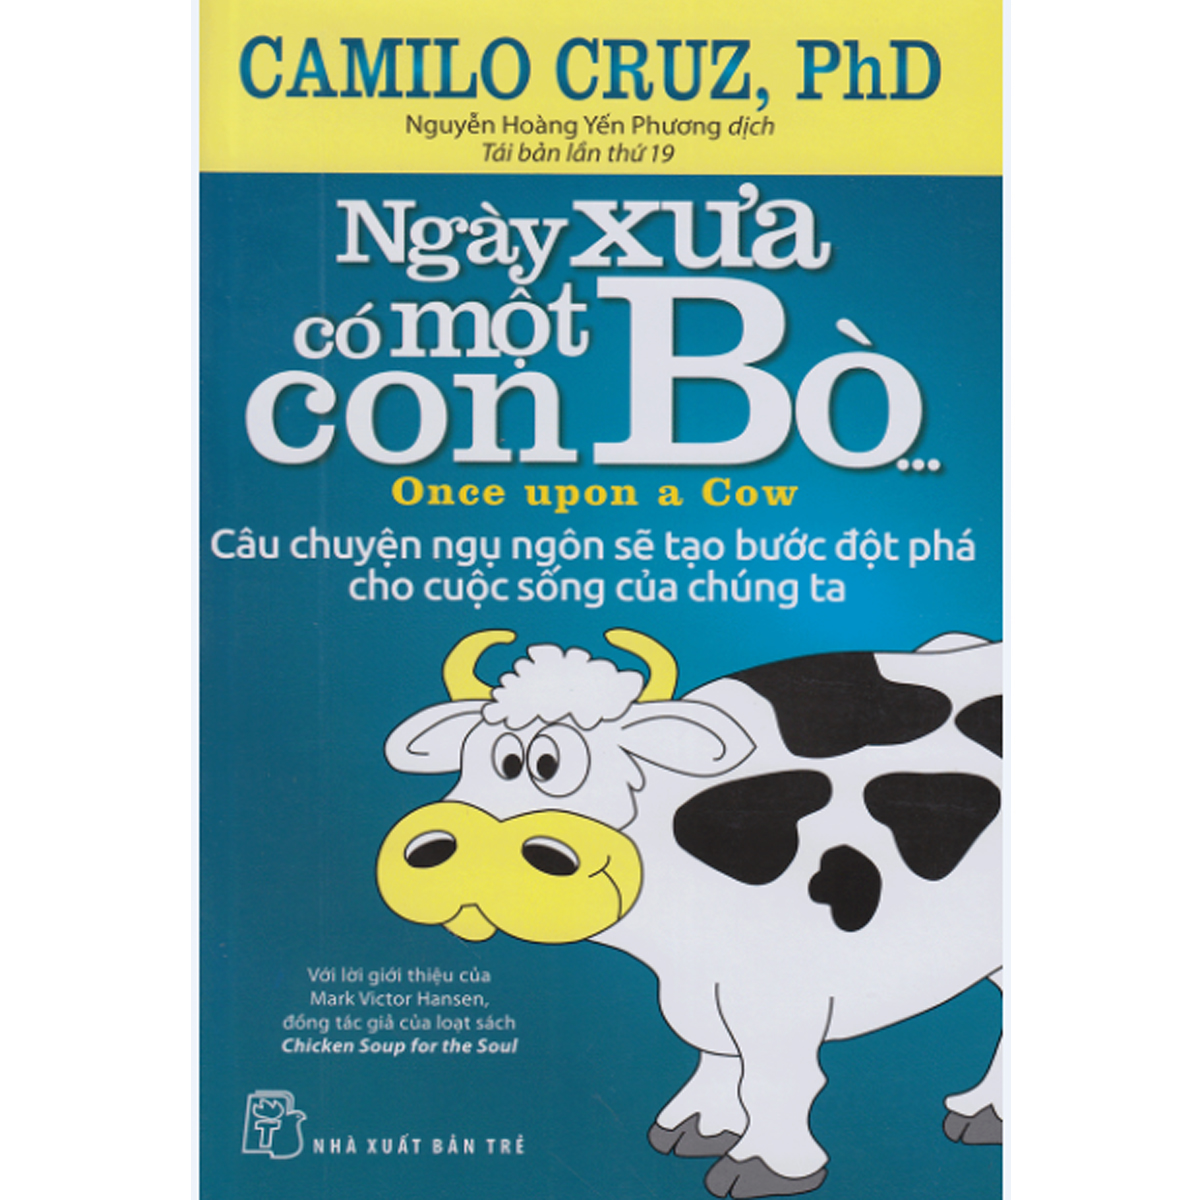 CAMILO CRUZ, PhD
Nguyễn Hoàng Yến Phương dịch
Tái bản lần thứ 19
Ngày xưa
có một
con Bò...
Once upon a Cow
Câu chuyện ngụ ngôn sẽ tạo bước đột phá
cho cuộc sống của chúng ta
Với lời giới thiệu của
Mark Victor Hansen,
đồng tác giả của loạt sách
Chicken Soup for the Soul
T
NHÀ XUẤT BẢN TRẺ